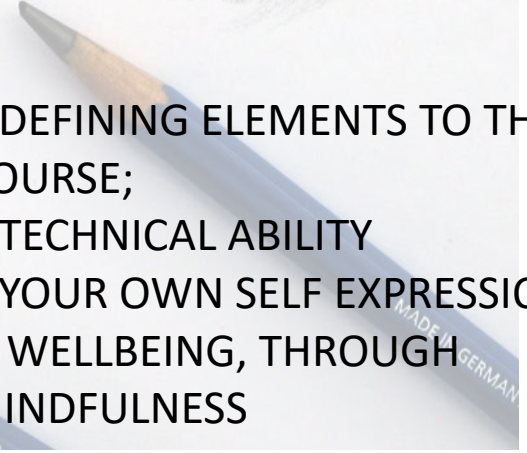 DEFINING ELEMENTS TO TH
OURSE;
TECHNICAL ABILITY
YOUR OWN SELF EXPRESSIO
WELLBEING, THROUGH
INDFULNESS
MADE IN GERMAN